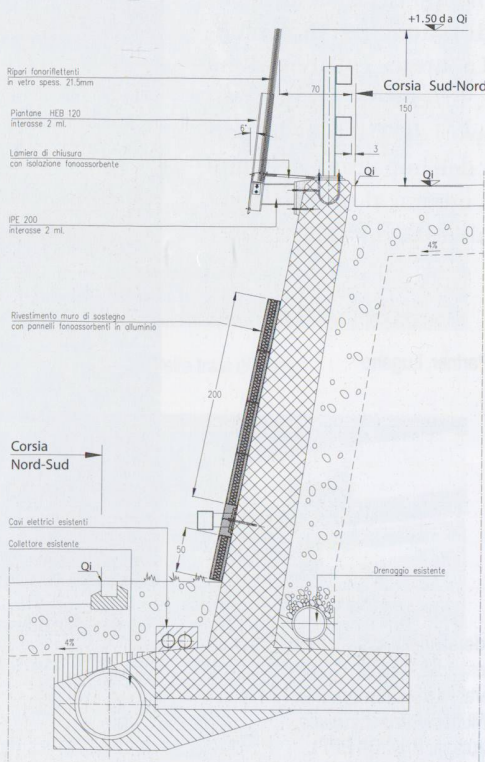 +1.50 da Qi
Ripari fonoriflettenti
in vetro spess. 21.5mm
70
Corsia Sud-Nord
Piantane HEB 120
interasse 2 ml.
150
6°
Lamiera di chiusura
con isolazione fonoassorbente
3
Qi
Qi
IPE 200
interasse 2 ml.
4%
Rivestimento muro di sostegno
con pannelli fonoassorbenti in alluminio
200
Corsia
Nord-Sud
Cavi elettrici esistenti
Collettore esistente
50
Qi
Drenaggio esistente
4%